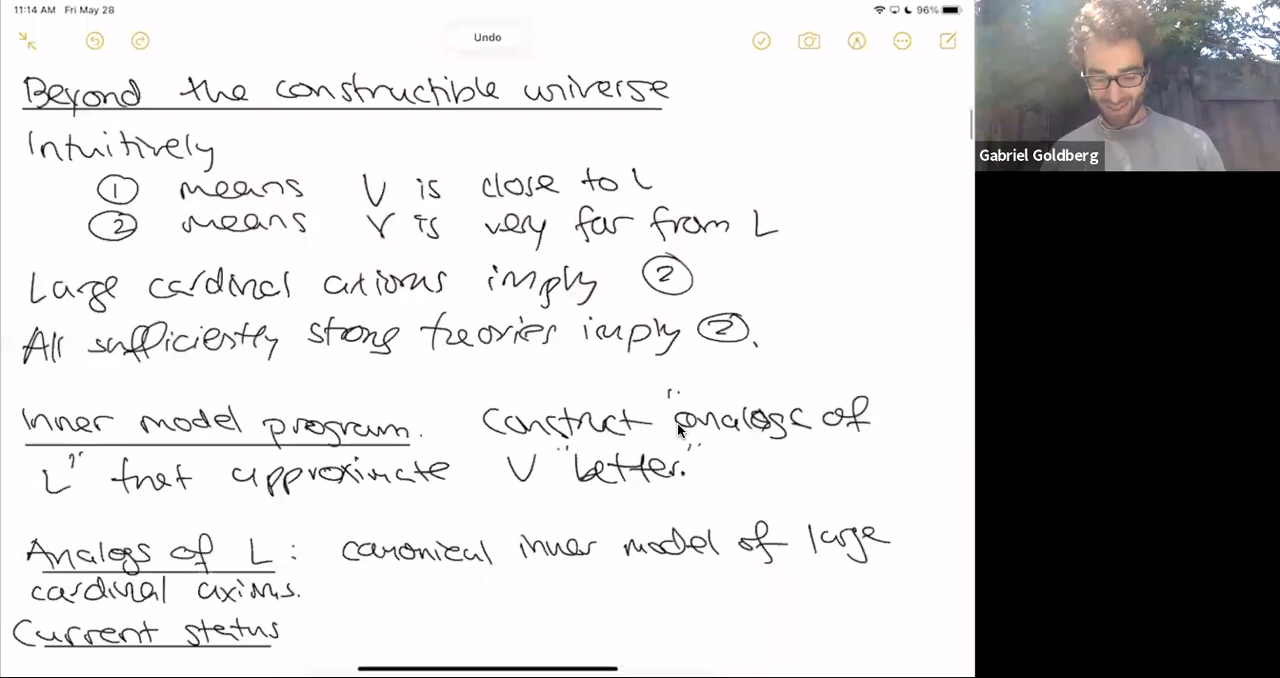 11:14 AM Fri May 28
96%
Undo
Beyond the constructible universe
Intuitively
① means V is close to L
② means V is very far from L
Large cardinal axioms imply ②
All sufficiently strong theories imply ②.
Inner model program. Construct "analogs of
L" that approximate V "better."
Analogs of L: canonical inner model of large
cardinal axioms.
Current status
Gabriel Goldberg